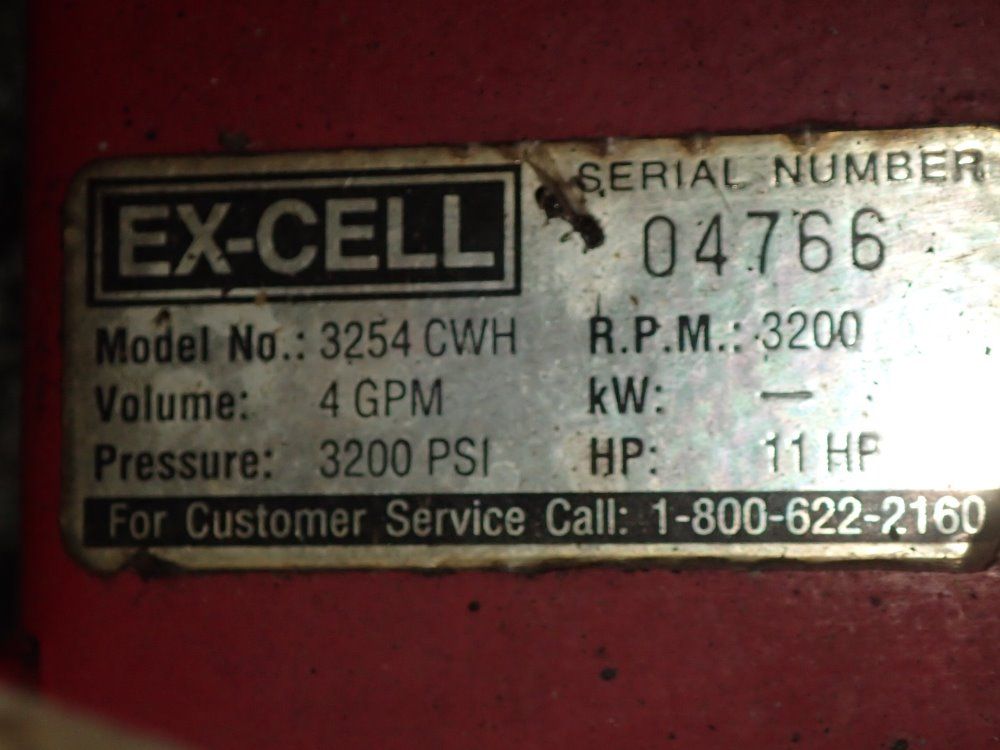 EX-CELL
SERIAL NUMBER
04766
Model No.: 3254 CWH R.P.M.: 3200
Volume: 4 GPM kW: —
Pressure: 3200 PSI HP: 11 HP
For Customer Service Call: 1-800-622-2160